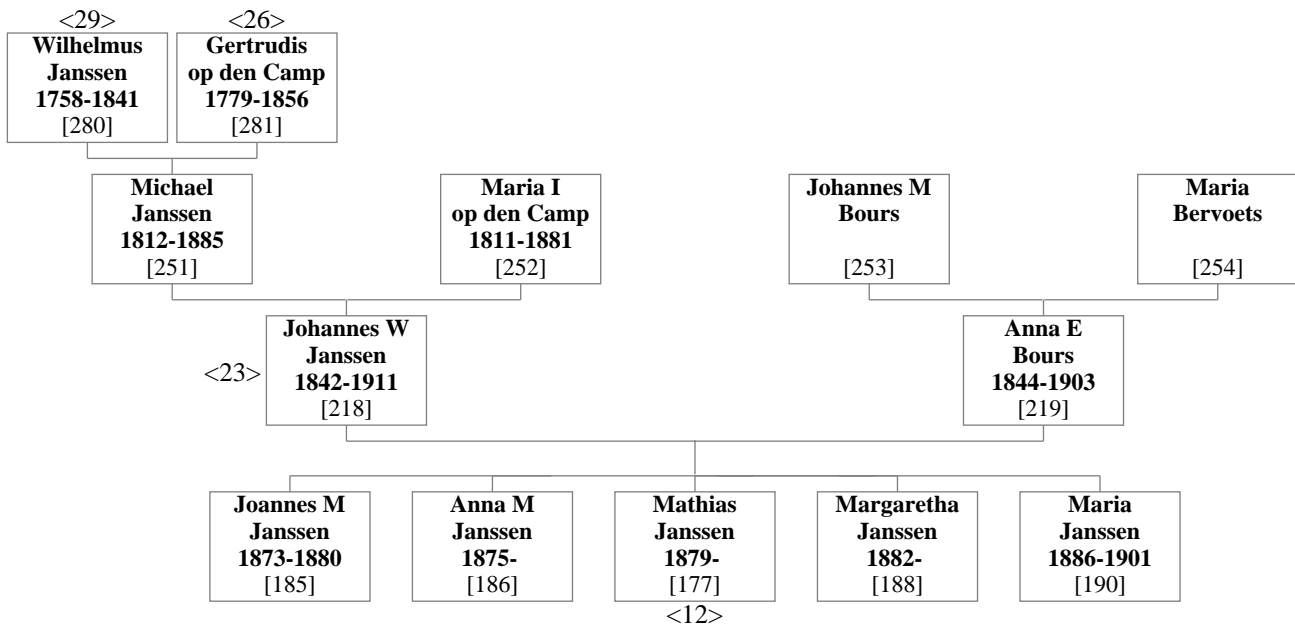 <29>
<26>
Wilhelmus
Janssen
1758-1841
[280]
Gertrudis
op den Camp
1779-1856
[281]
Michael
Janssen
1812-1885
[251]
Maria I
op den Camp
1811-1881
[252]
Johannes M
Bours
[253]
Maria
Bervoets
[254]
<23>
Johannes W
Janssen
1842-1911
[218]
Anna E
Bours
1844-1903
[219]
Joannes M
Janssen
1873-1880
[185]
Anna M
Janssen
1875-
[186]
Mathias
Janssen
1879-
[177]
<12>
Margaretha
Janssen
1882-
[188]
Maria
Janssen
1886-1901
[190]